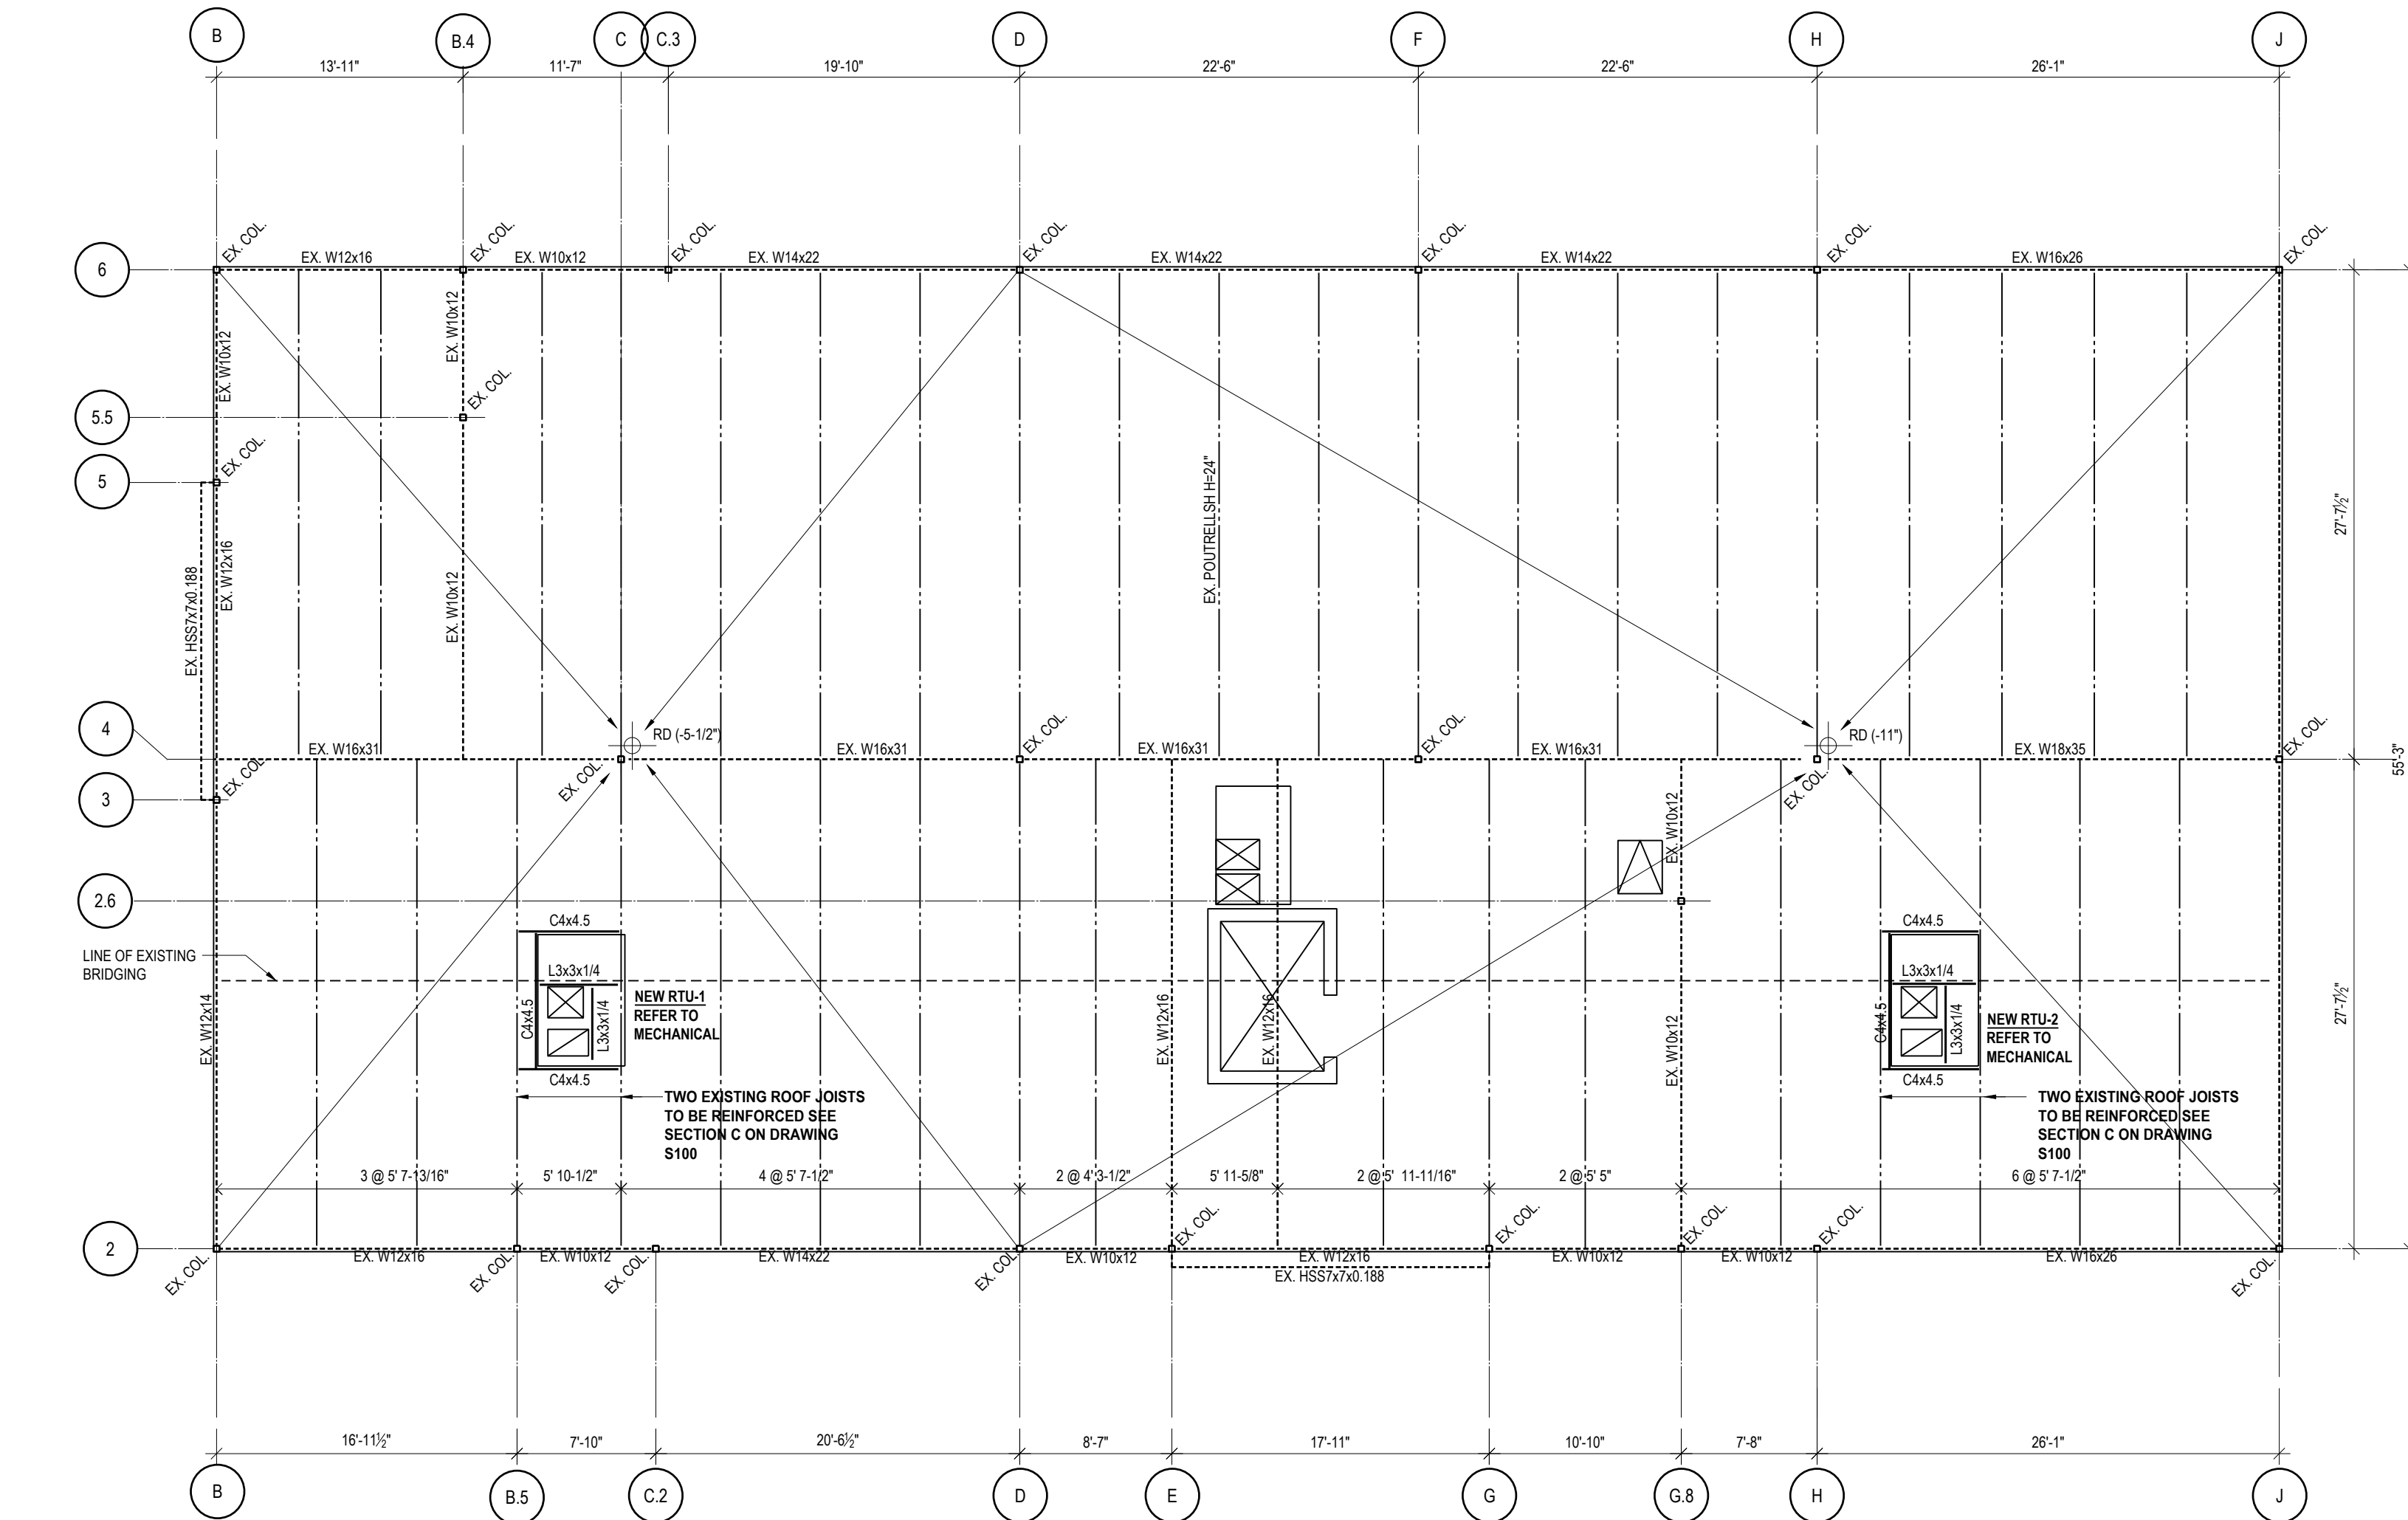 B
B.4
C
C.3
D
F
H
J
13'-11"
11'-7"
19'-10"
22'-6"
22'-6"
26'-1"
EX. COL.
EX. COL.
EX. COL.
EX. COL.
EX. COL.
EX. COL.
EX. COL.
6
EX. W12x16
EX. W10x12
EX. W14x22
EX. W14x22
EX. W14x22
EX. W16x26
EX. W10x12
EX. W10x12
5.5
EX. COL.
5
EX. COL.
EX. HSS7x7x0.188
EX. W12x16
EX. W10x12
EX. POUTRELLSH H=24"
27'-7½"
4
EX. W16x31
RD (-5-1/2")
EX. W16x31
EX. COL.
EX. W16x31
EX. COL.
EX. W16x31
RD (-11")
EX. W18x35
EX. COL.
55'-3"
3
EX. COL.
EX. COL.
EX. COL.
EX. W10x12
2.6
LINE OF EXISTING
BRIDGING
C4x4.5
L3x3x1/4
C4x4.5
L3x3x1/4
C4x4.5
NEW RTU-1
REFER TO
MECHANICAL
EX. W12x14
EX. W12x16
EX. W12x16
EX. W10x12
C4x4.5
L3x3x1/4
C4x4.5
L3x3x1/4
C4x4.5
NEW RTU-2
REFER TO
MECHANICAL
27'-7½"
TWO EXISTING ROOF JOISTS
TO BE REINFORCED SEE
SECTION C ON DRAWING
S100
TWO EXISTING ROOF JOISTS
TO BE REINFORCED SEE
SECTION C ON DRAWING
S100
3 @ 5' 7-13/16"
5' 10-1/2"
4 @ 5' 7-1/2"
2 @ 4' 3-1/2"
5' 11-5/8"
2 @ 5' 11-11/16"
2 @ 5' 5"
6 @ 5' 7-1/2"
2
EX. COL.
EX. W12x16
EX. COL.
EX. W10x12
EX. COL.
EX. W14x22
EX. COL.
EX. W10x12
EX. COL.
EX. W12x16
EX. HSS7x7x0.188
EX. COL.
EX. W10x12
EX. COL.
EX. W10x12
EX. COL.
EX. W16x26
EX. COL.
16'-11½"
7'-10"
20'-6½"
8'-7"
17'-11"
10'-10"
7'-8"
26'-1"
B
B.5
C.2
D
E
G
G.8
H
J